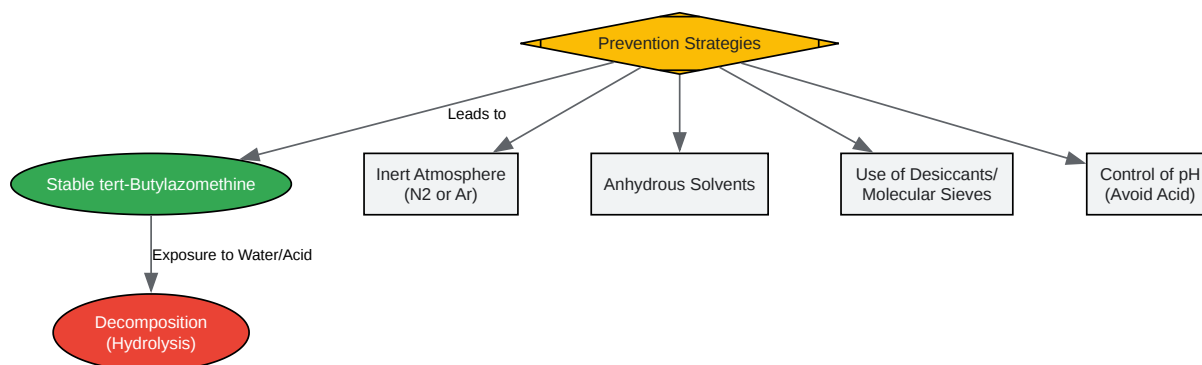 Prevention Strategies
Leads to
Stable tert-Butylazomethine
Inert Atmosphere
(N2 or Ar)
Anhydrous Solvents
Use of Desiccants/
Molecular Sieves
Control of pH
(Avoid Acid)
Exposure to Water/Acid
Decomposition
(Hydrolysis)